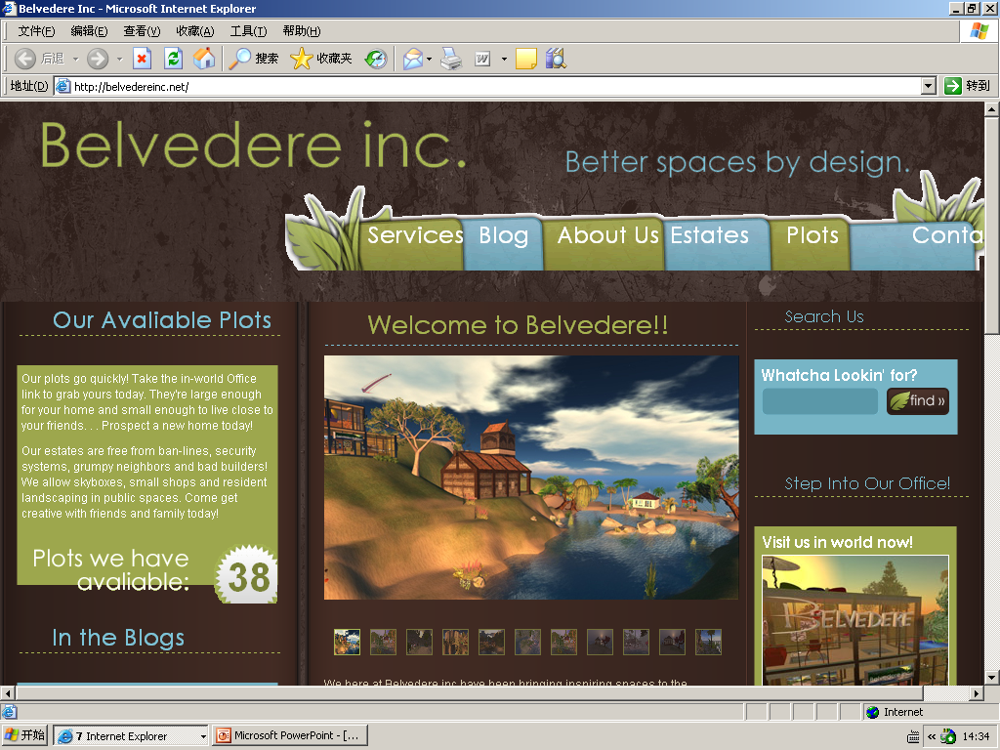 Belvedere Inc - Microsoft Internet Explorer
文件(F) 编辑(E) 查看(V) 收藏(A) 工具(T) 帮助(H)
后退 搜索 收藏夹
地址(D) http://belvedereinc.net/ 转到
Belvedere inc.
Better spaces by design.
Services Blog About Us Estates Plots Conta
Our Avaliable Plots
Our plots go quickly! Take the in-world Office
link to grab yours today. They're large enough
for your home and small enough to live close to
your friends. . . Prospect a new home today!
Our estates are free from ban-lines, security
systems, grumpy neighbors and bad builders!
We allow skyboxes, small shops and resident
landscaping in public spaces. Come get
creative with friends and family today!
Plots we have
avaliable:
38
In the Blogs
Welcome to Belvedere!!
We here at Belvedere inc have been bringing inspiring spaces to the
Search Us
Whatcha Lookin' for?
find »
Step Into Our Office!
Visit us in world now!
BELVEDERE
Internet
开始 7 Internet Explorer Microsoft PowerPoint - [... « 14:34